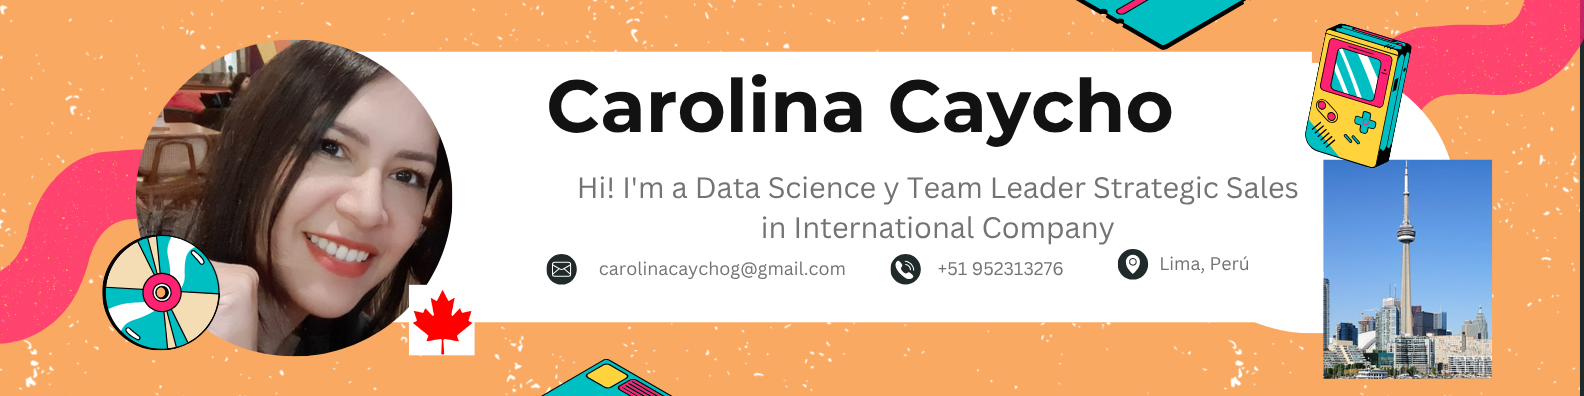 Carolina Caycho
Hi! I'm a Data Science y Team Leader Strategic Sales
in International Company
carolinacaychog@gmail.com
+51 952313276
Lima, Perú